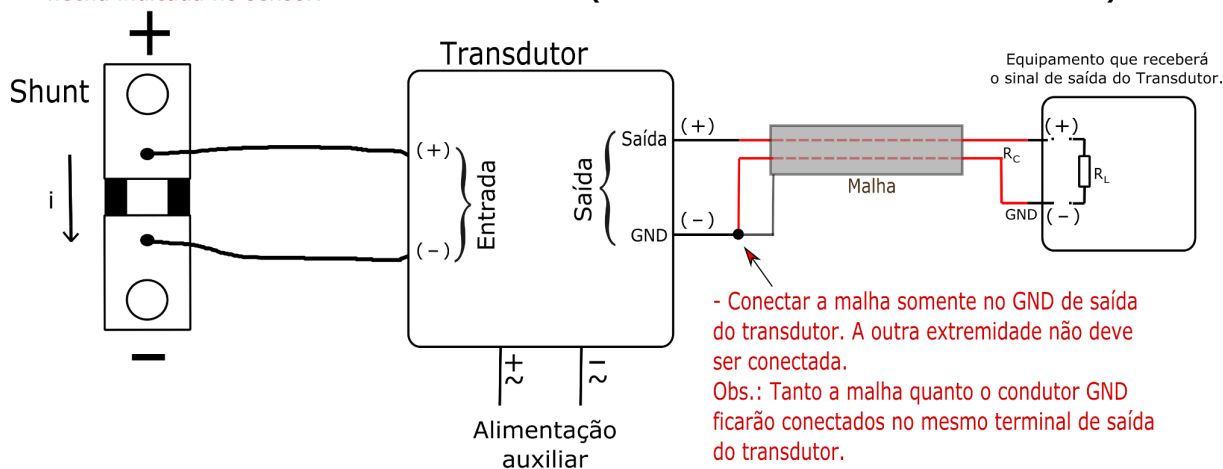 +
Shunt
i
−
Transdutor
(+)
(-)
Entrada
Saída
Saída
(+)
GND
(-)
+
~
-
~
Alimentação
auxiliar
Malha
R_C
Equipamento que receberá
o sinal de saída do Transdutor.
(+)
R_L
GND
(-)
- Conectar a malha somente no GND de saída
do transdutor. A outra extremidade não deve
ser conectada.
Obs.: Tanto a malha quanto o condutor GND
ficarão conectados no mesmo terminal de saída
do transdutor.